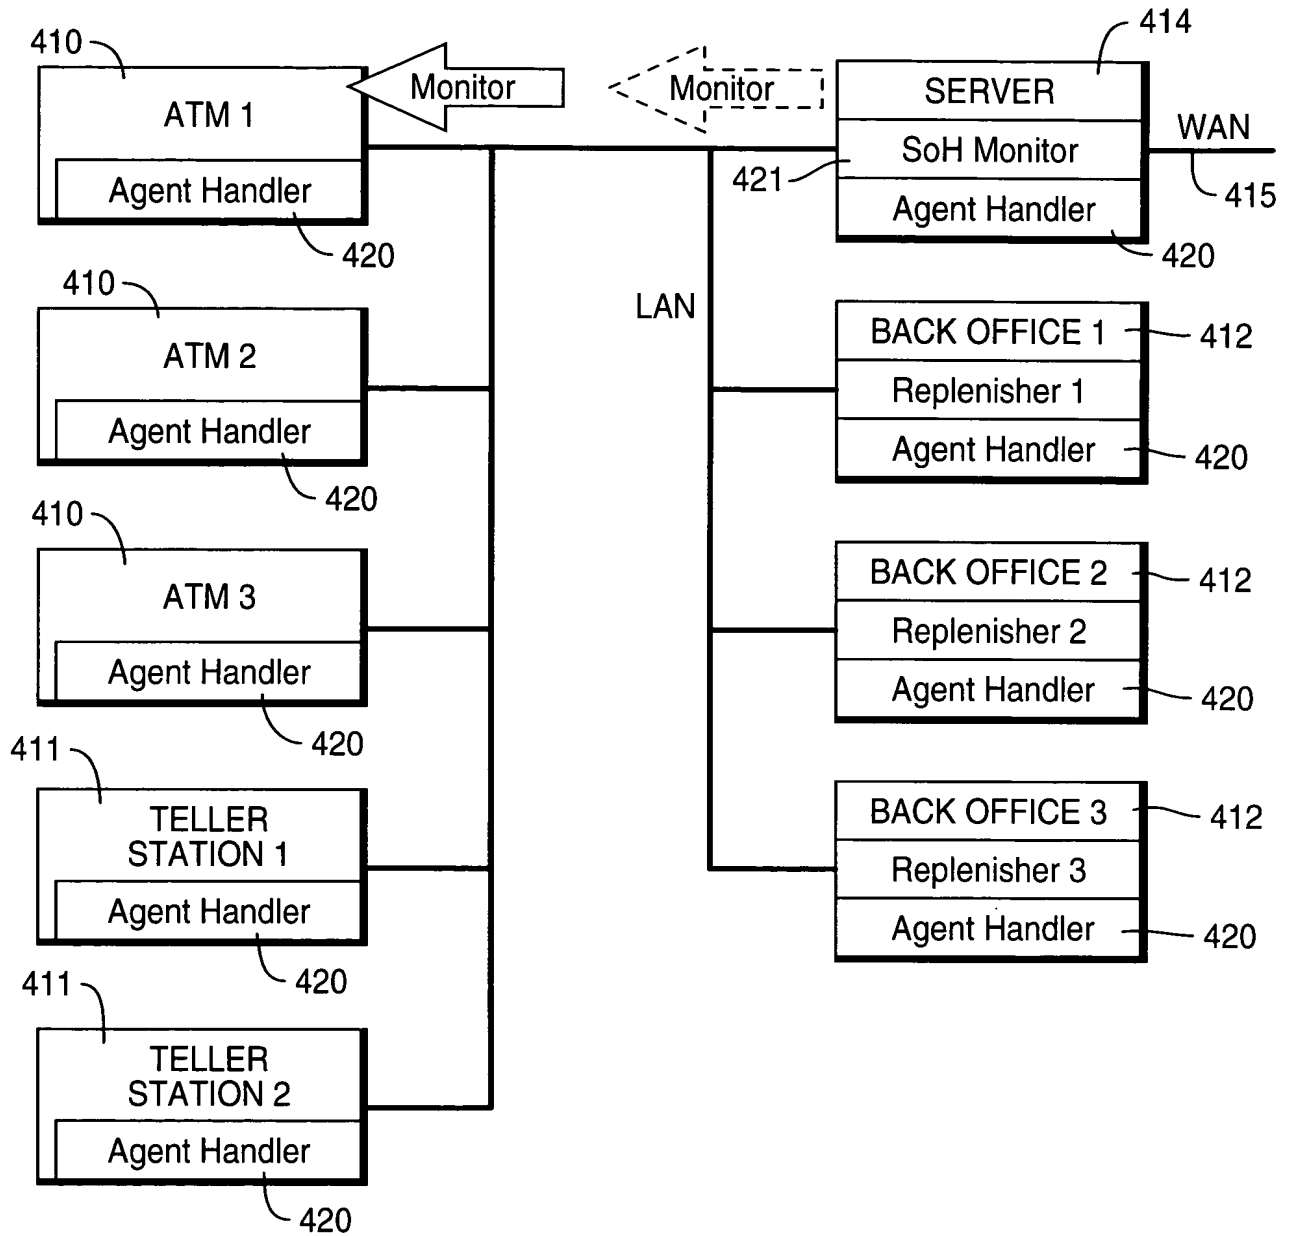 410
ATM 1
Agent Handler
420
Monitor
Monitor
414
SERVER
SoH Monitor
421
Agent Handler
420
WAN
415
410
ATM 2
Agent Handler
420
LAN
BACK OFFICE 1
412
Replenisher 1
Agent Handler
420
410
ATM 3
Agent Handler
420
BACK OFFICE 2
412
Replenisher 2
Agent Handler
420
411
TELLER
STATION 1
Agent Handler
420
BACK OFFICE 3
412
Replenisher 3
Agent Handler
420
411
TELLER
STATION 2
Agent Handler
420